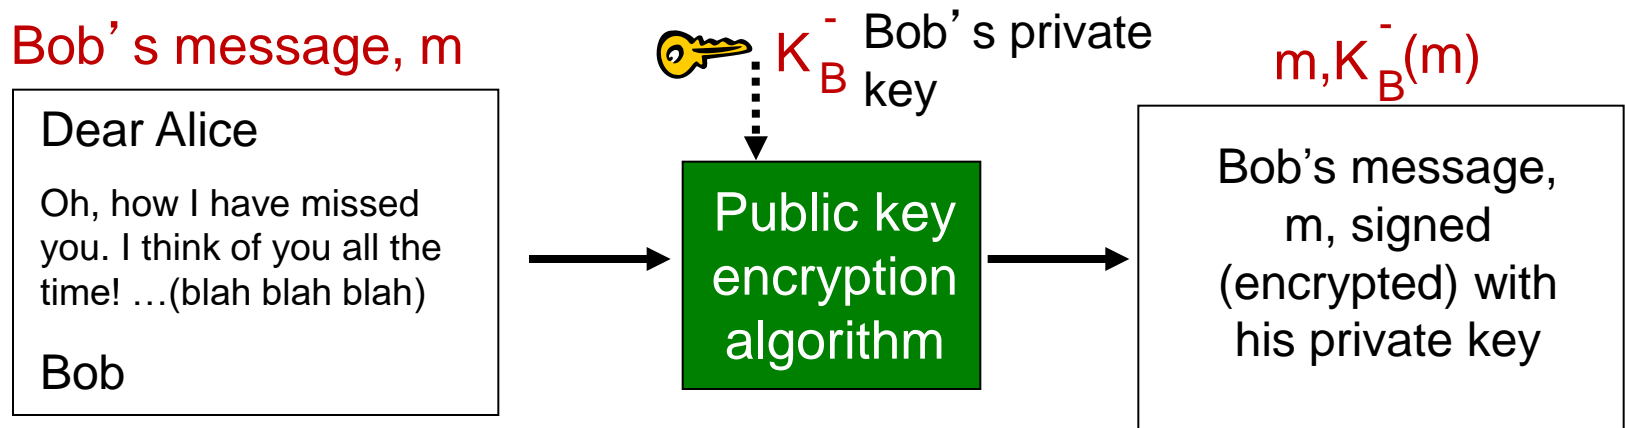 Bob’s message, m
Dear Alice
Oh, how I have missed
you. I think of you all the
time! …(blah blah blah)
Bob
K
-
B
Bob’s private
key
Public key
encryption
algorithm
m,K
-
B
(m)
Bob’s message,
m, signed
(encrypted) with
his private key